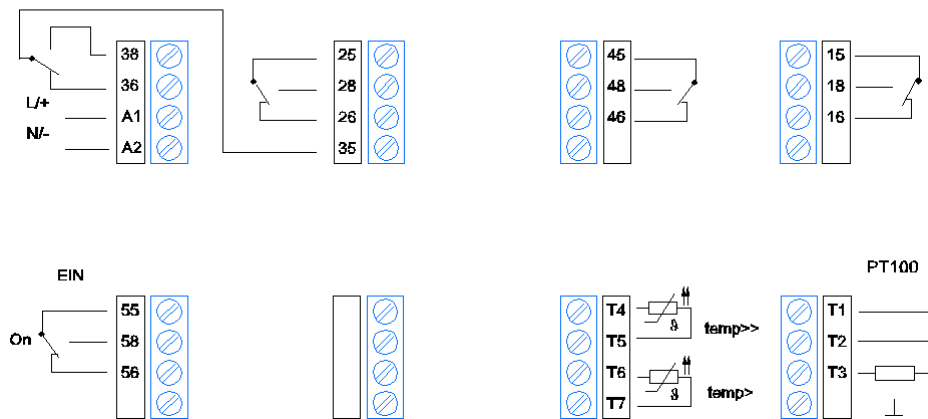 38
36
L/+
A1
N/-
A2
25
28
26
35
45
48
46
15
18
16
EIN
55
On
58
56
T4
ϑ
temp>>
T5
T6
ϑ
temp>
T7
PT100
T1
T2
T3